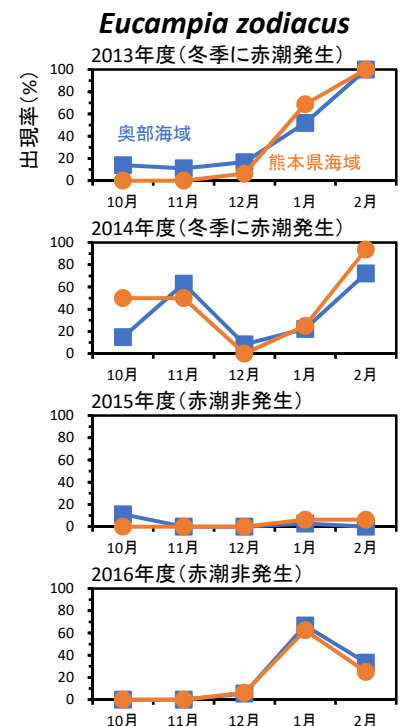 Eucampia zodiacus
2013年度(冬季に赤潮発生)
出現率(%)
100
80
60
40
20
0
奥部海域
熊本県海域
10月 11月 12月 1月 2月
2014年度(冬季に赤潮発生)
100
80
60
40
20
0
10月 11月 12月 1月 2月
2015年度(赤潮非発生)
100
80
60
40
20
0
10月 11月 12月 1月 2月
2016年度(赤潮非発生)
100
80
60
40
20
0
10月 11月 12月 1月 2月